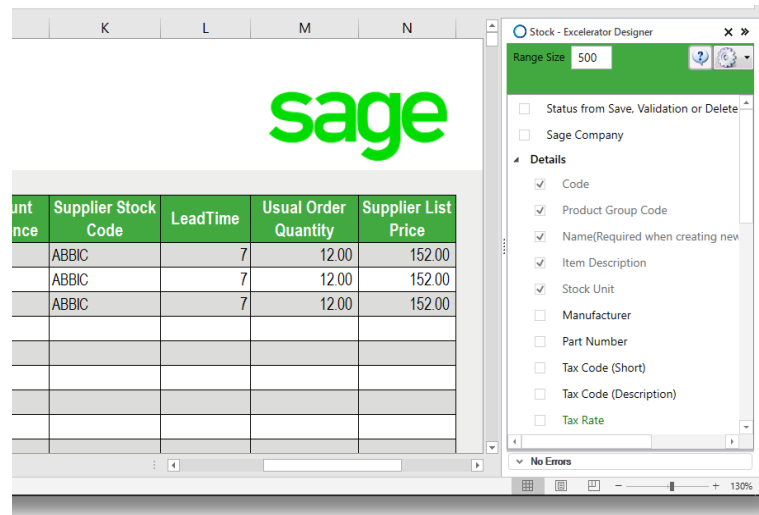 K L M N
sage
unt Supplier Stock LeadTime Usual Order Supplier List
nce Code Quantity Price
ABBIC 7 12.00 152.00
ABBIC 7 12.00 152.00
ABBIC 7 12.00 152.00
Stock - Excelerator Designer
Range Size 500
Status from Save, Validation or Delete
Sage Company
Details
Code
Product Group Code
Name(Required when creating new
Item Description
Stock Unit
Manufacturer
Part Number
Tax Code (Short)
Tax Code (Description)
Tax Rate
No Errors
130%